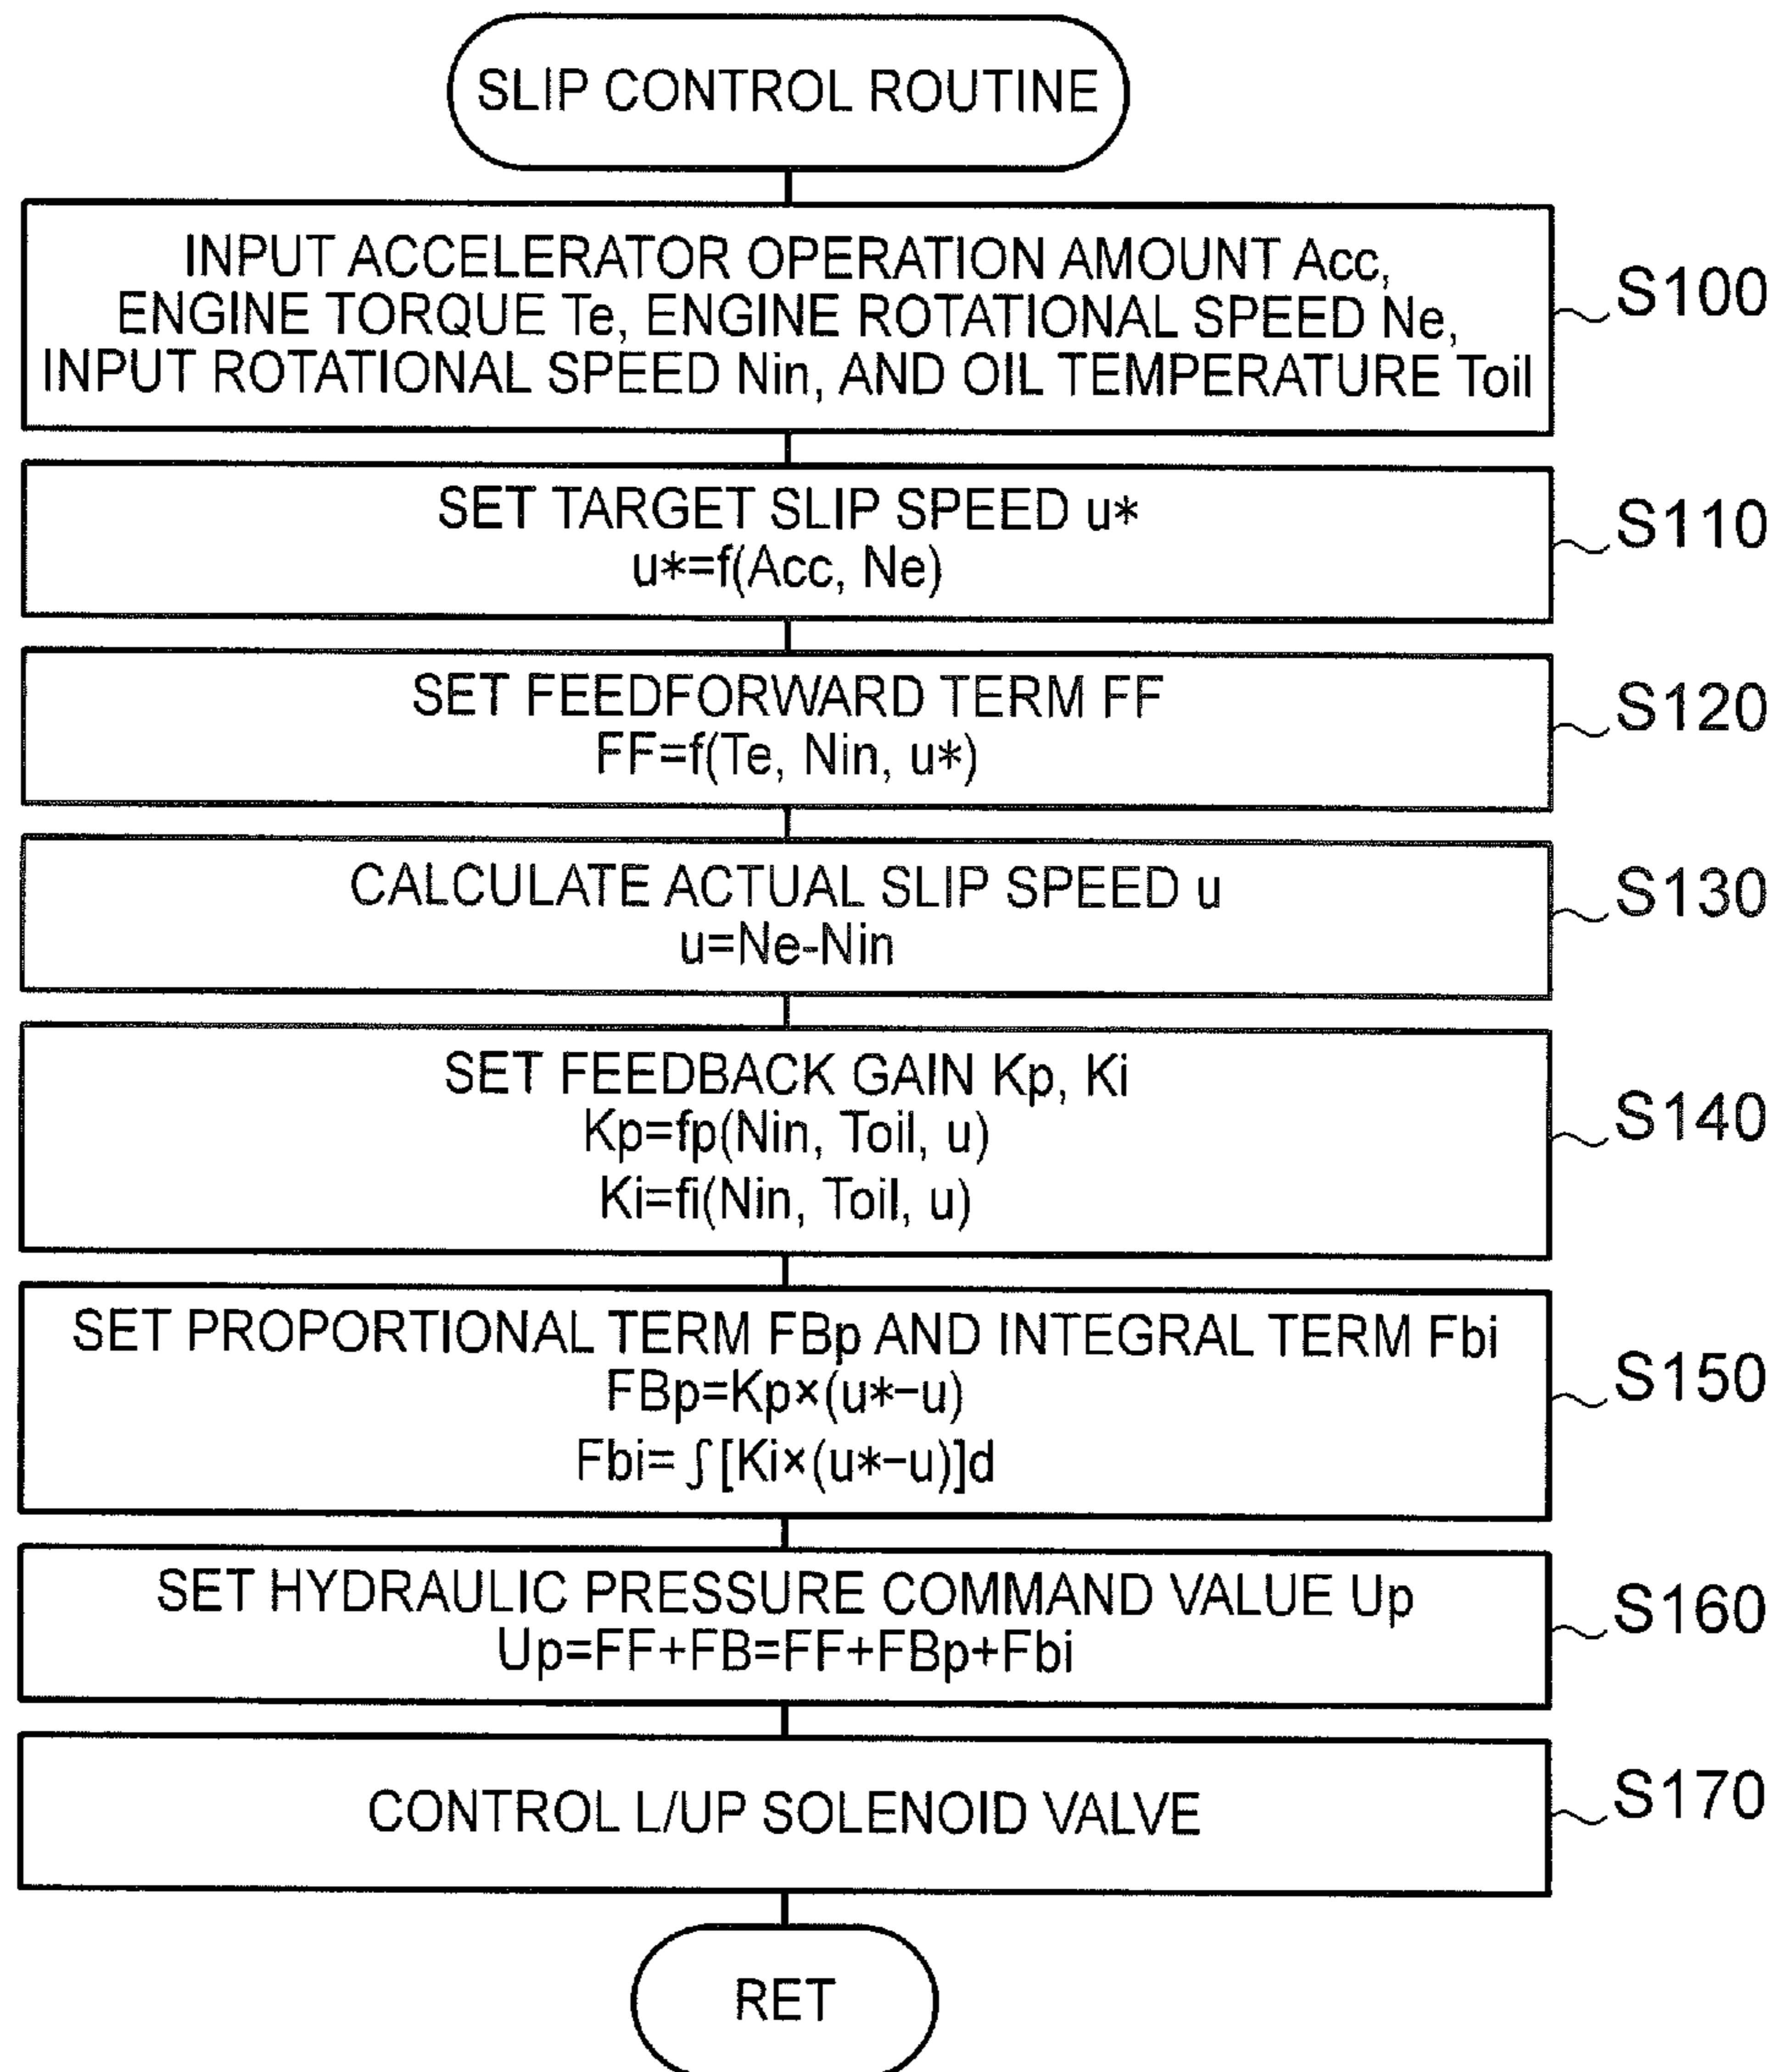 SLIP CONTROL ROUTINE
INPUT ACCELERATOR OPERATION AMOUNT Acc,
ENGINE TORQUE Te, ENGINE ROTATIONAL SPEED Ne,
INPUT ROTATIONAL SPEED Nin, AND OIL TEMPERATURE Toil
S100
SET TARGET SLIP SPEED u*
u*=f(Acc, Ne)
S110
SET FEEDFORWARD TERM FF
FF=f(Te, Nin, u*)
S120
CALCULATE ACTUAL SLIP SPEED u
u=Ne-Nin
S130
SET FEEDBACK GAIN Kp, Ki
Kp=fp(Nin, Toil, u)
Ki=fi(Nin, Toil, u)
S140
SET PROPORTIONAL TERM FBp AND INTEGRAL TERM Fbi
FBp=Kp×(u*−u)
Fbi= ∫[Ki×(u*−u)]d
S150
SET HYDRAULIC PRESSURE COMMAND VALUE Up
Up=FF+FB=FF+FBp+Fbi
S160
CONTROL L/UP SOLENOID VALVE
S170
RET